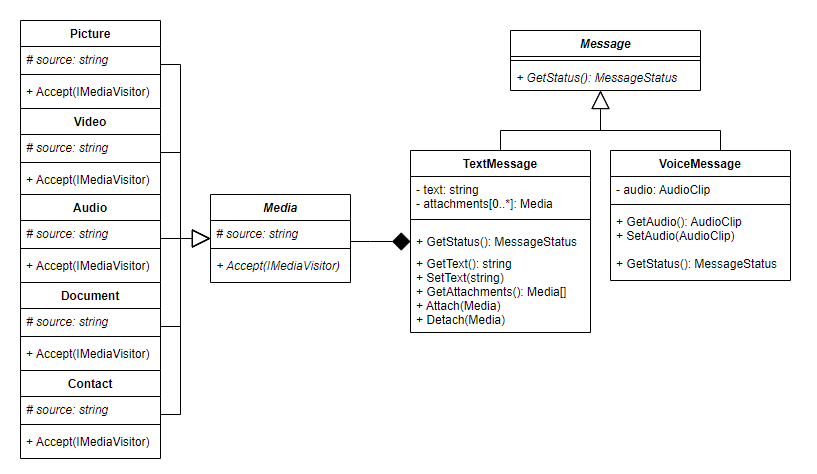 Picture
# source: string
+ Accept(IMediaVisitor)
Video
# source: string
+ Accept(IMediaVisitor)
Audio
# source: string
+ Accept(IMediaVisitor)
Document
# source: string
+ Accept(IMediaVisitor)
Contact
# source: string
+ Accept(IMediaVisitor)
Media
# source: string
+ Accept(IMediaVisitor)
Message
+ GetStatus(): MessageStatus
TextMessage
- text: string
- attachments[0..*]: Media
+ GetStatus(): MessageStatus
+ GetText(): string
+ SetText(string)
+ GetAttachments(): Media[]
+ Attach(Media)
+ Detach(Media)
VoiceMessage
- audio: AudioClip
+ GetAudio(): AudioClip
+ SetAudio(AudioClip)
+ GetStatus(): MessageStatus